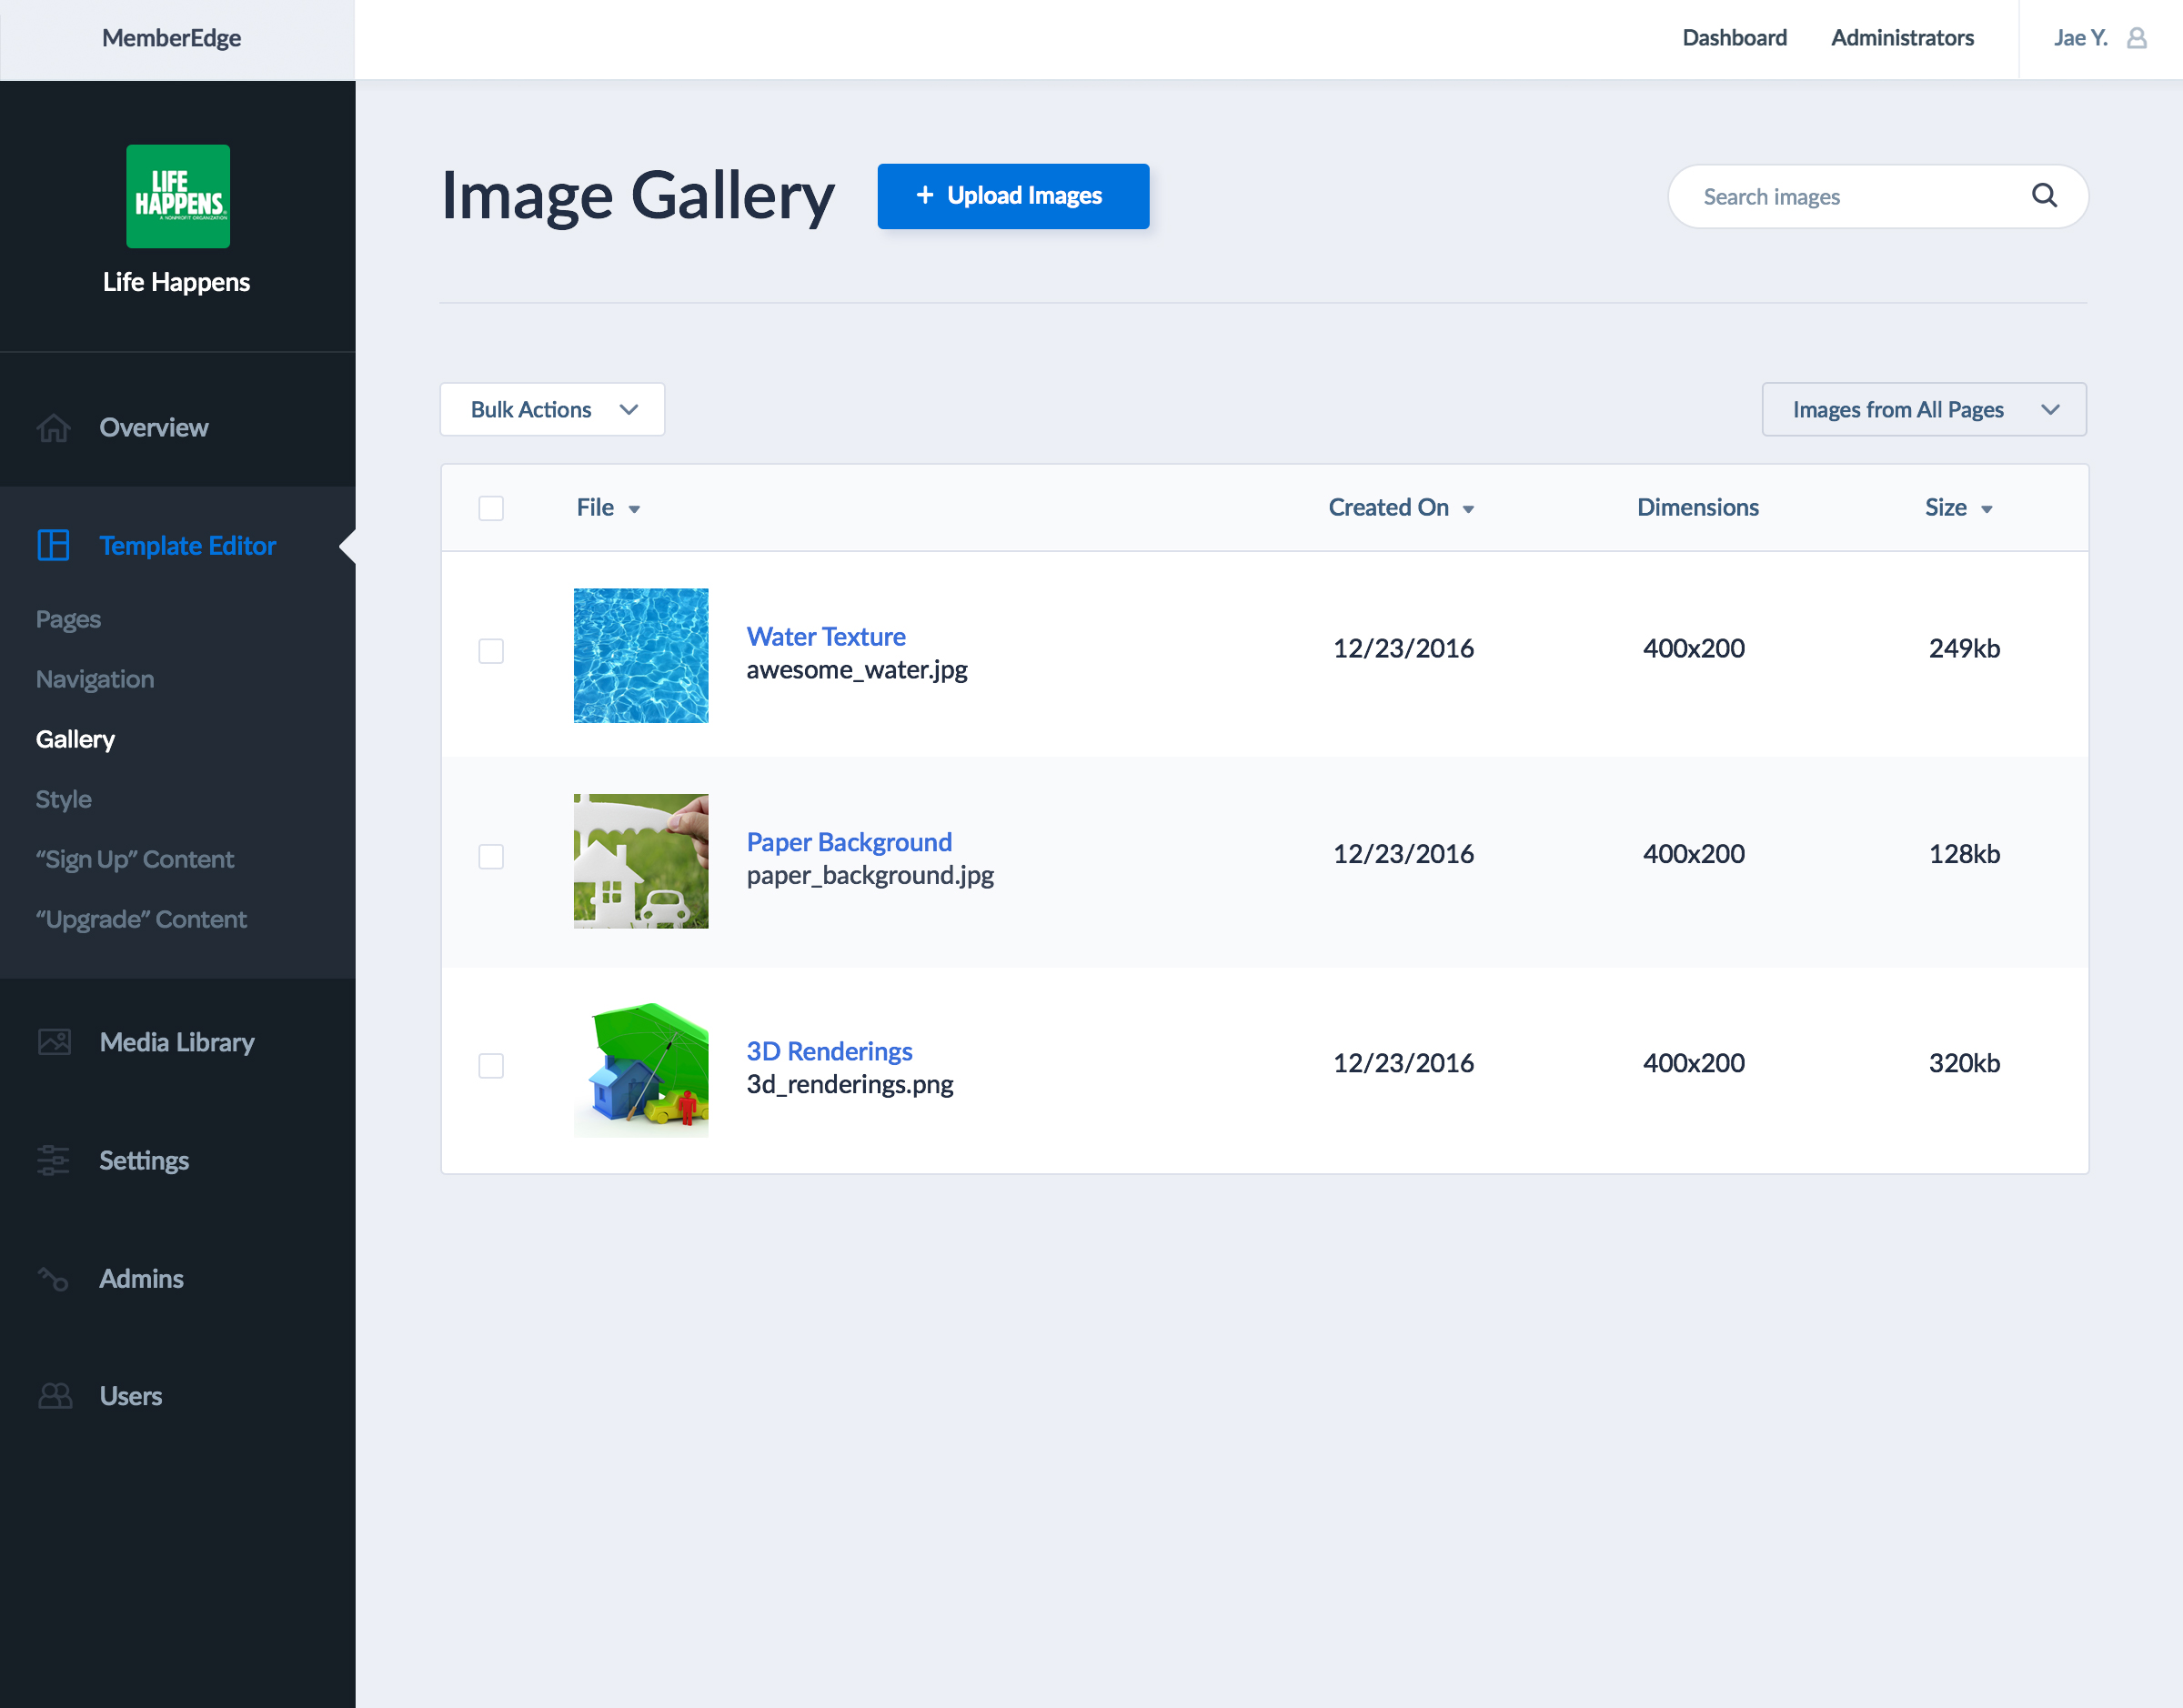 MemberEdge
Dashboard
Administrators
Jae Y.
LIFE
HAPPENS
A NONPROFIT ORGANIZATION
Life Happens
Overview
Template Editor
Pages
Navigation
Gallery
Style
“Sign Up” Content
“Upgrade” Content
Media Library
Settings
Admins
Users
Image Gallery
+ Upload Images
Search images
Bulk Actions
Images from All Pages
File
Created On
Dimensions
Size
Water Texture
awesome_water.jpg
12/23/2016
400x200
249kb
Paper Background
paper_background.jpg
12/23/2016
400x200
128kb
3D Renderings
3d_renderings.png
12/23/2016
400x200
320kb